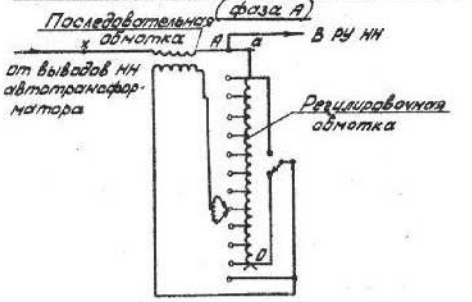 (фаза А)
Последовательная
обмотка
х
А
а
В РУ НН
от выводов НН
автотрансфор-
матора
Регулировочная
обмотка
О